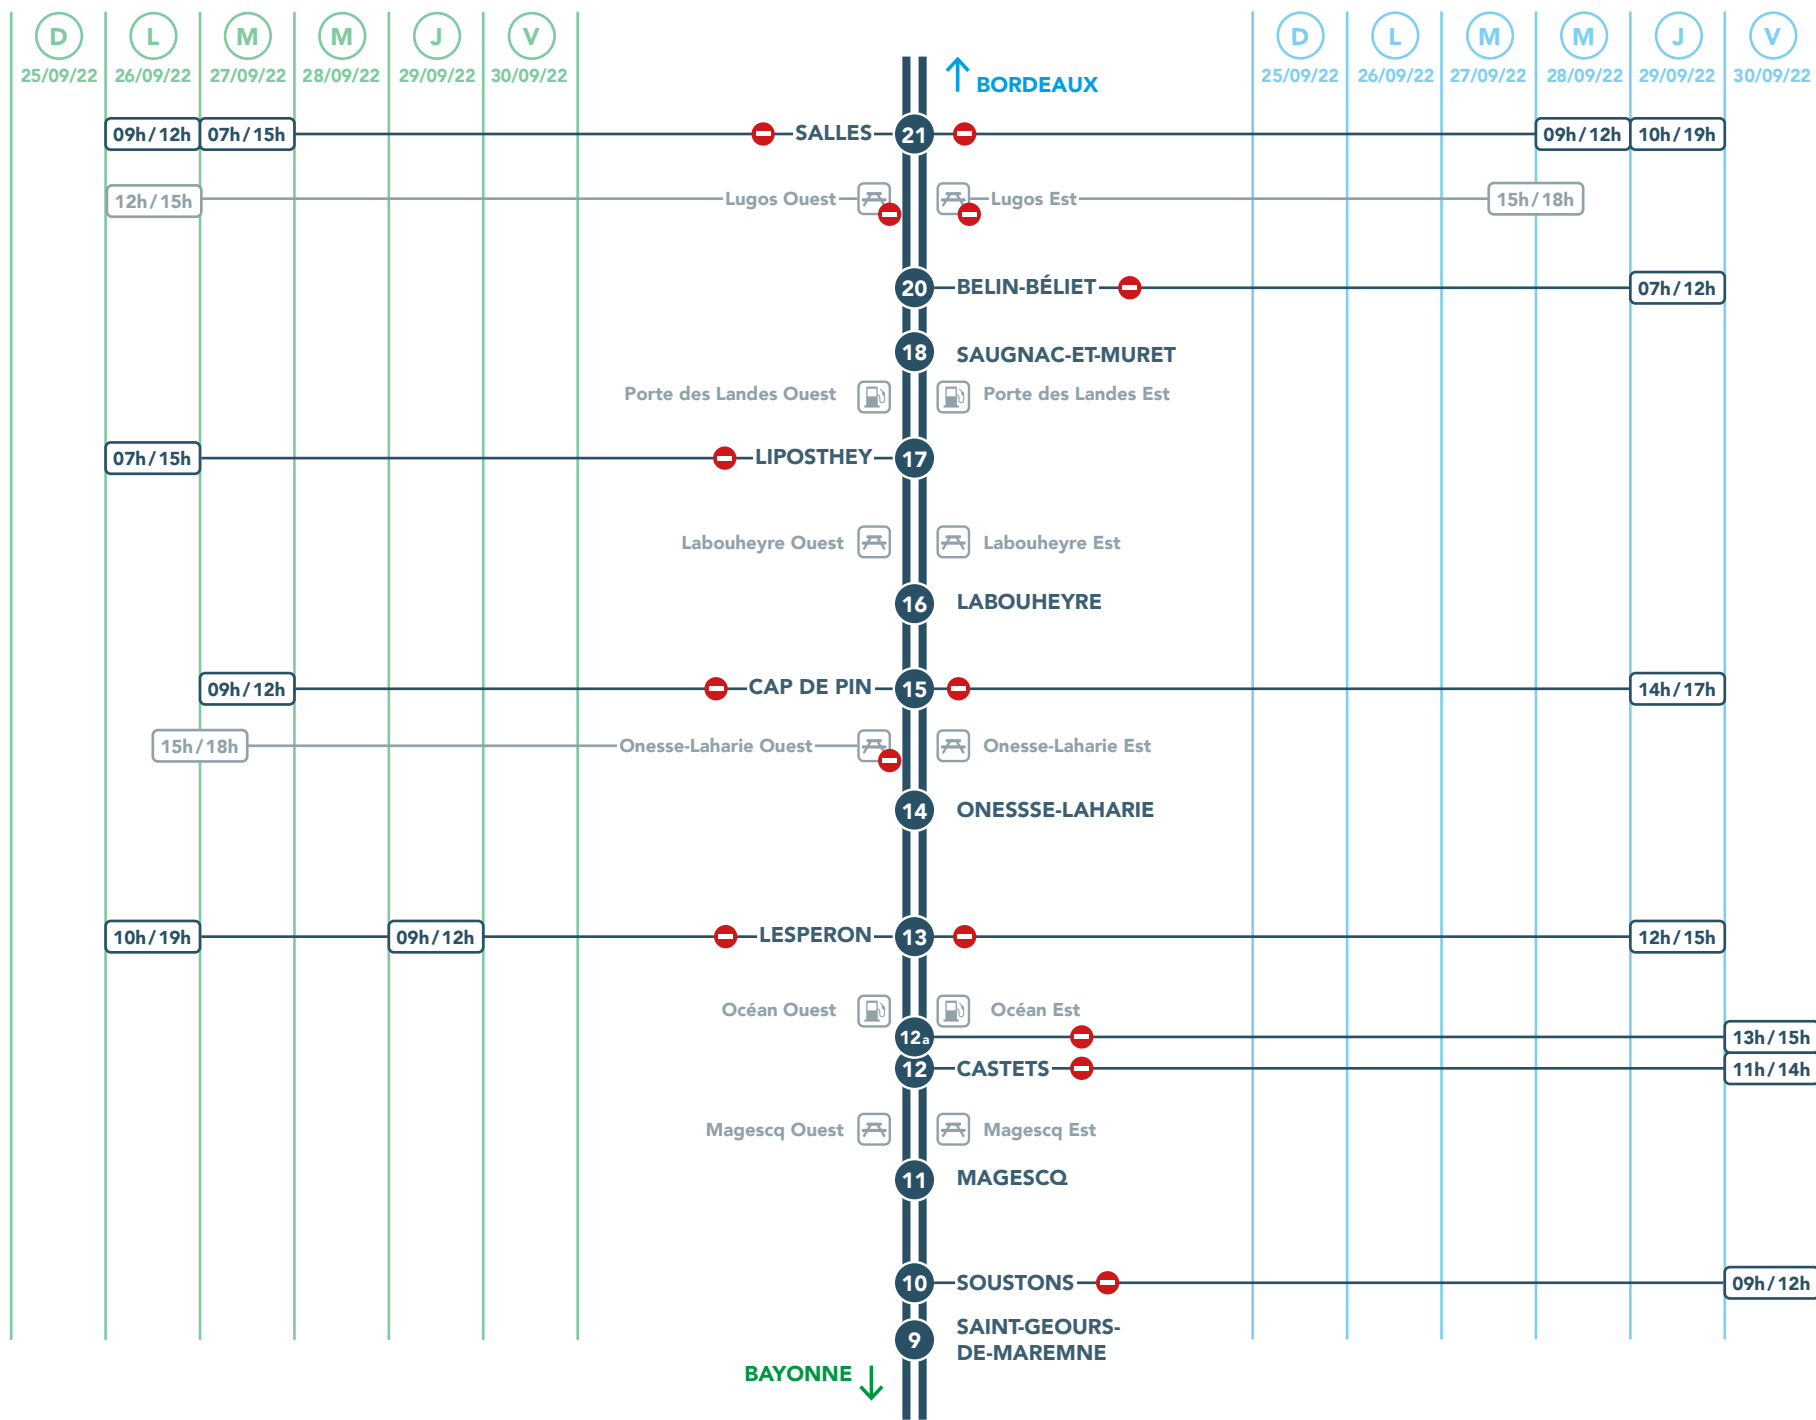 D L M M J V D L M M J V
25/09/22 26/09/22 27/09/22 28/09/22 29/09/22 30/09/22 25/09/22 26/09/22 27/09/22 28/09/22 29/09/22 30/09/22
BORDEAUX
09h/12h 07h/15h SALLES 21 09h/12h 10h/19h
12h/15h Lugos Ouest Lugos Est 15h/18h
20 BELIN-BÉLIET 07h/12h
18 SAUGNAC-ET-MURET
Porte des Landes Ouest Porte des Landes Est
07h/15h LIPOSTHEY 17
Labouheyre Ouest Labouheyre Est
16 LABOUHEYRE
09h/12h CAP DE PIN 15 14h/17h
15h/18h Onesse-Laharie Ouest Onesse-Laharie Est
14 ONESSSE-LAHARIE
10h/19h 09h/12h LESPERON 13 12h/15h
Océan Ouest Océan Est
12a 13h/15h
12 CASTETS 11h/14h
Magescq Ouest Magescq Est
11 MAGESCQ
10 SOUSTONS 09h/12h
9 SAINT-GEOURS-
DE-MAREMNE
BAYONNE